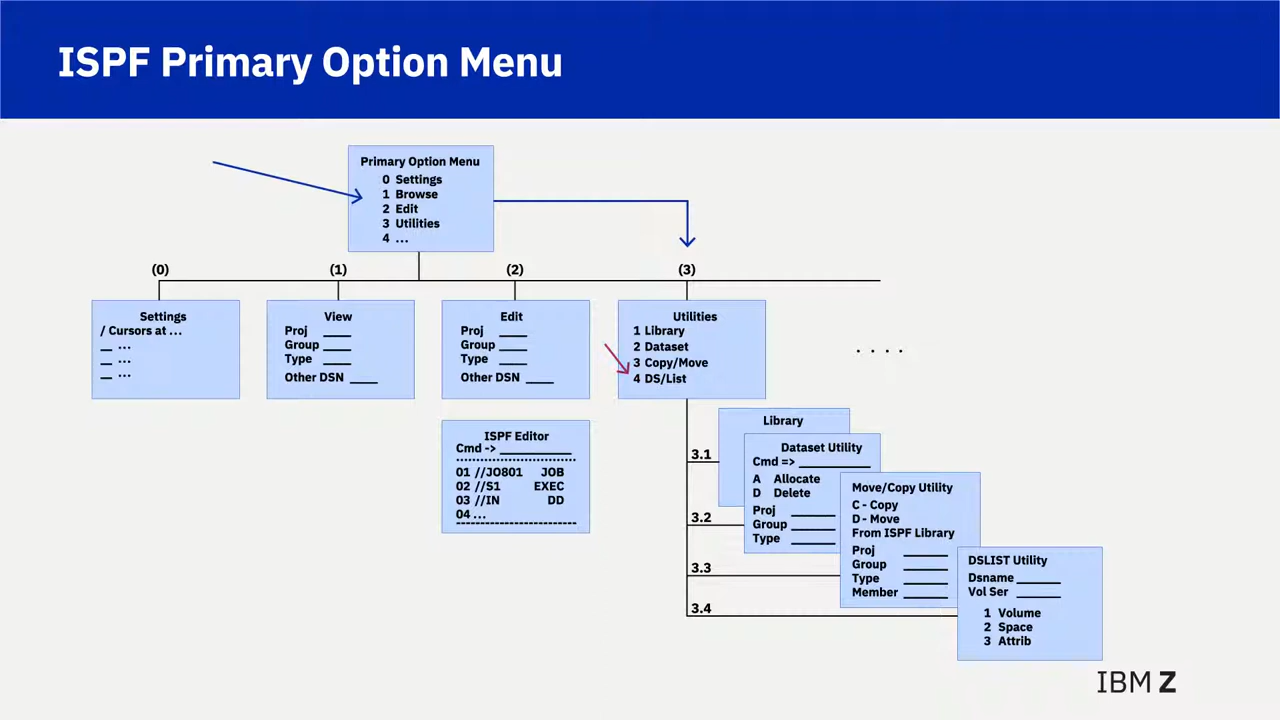 ISPF Primary Option Menu
Primary Option Menu
0 Settings
1 Browse
2 Edit
3 Utilities
4 ...
(0)
(1)
(2)
(3)
Settings
/ Cursors at ...
__ ...
__ ...
__ ...
View
Proj ____
Group ____
Type ____
Other DSN ____
Edit
Proj ____
Group ____
Type ____
Other DSN ____
Utilities
1 Library
2 Dataset
3 Copy/Move
4 DS/List
. . . .
ISPF Editor
Cmd -> __________
01 //JO801 JOB
02 //S1 EXEC
03 //IN DD
04 ...
3.1
Library
3.2
Dataset Utility
Cmd => __________
A Allocate
D Delete
Proj ______
Group ______
Type ______
3.3
Move/Copy Utility
C - Copy
D - Move
From ISPF Library
Proj ______
Group ______
Type ______
Member ______
3.4
DSLIST Utility
Dsname ______
Vol Ser ______
1 Volume
2 Space
3 Attrib
IBM Z